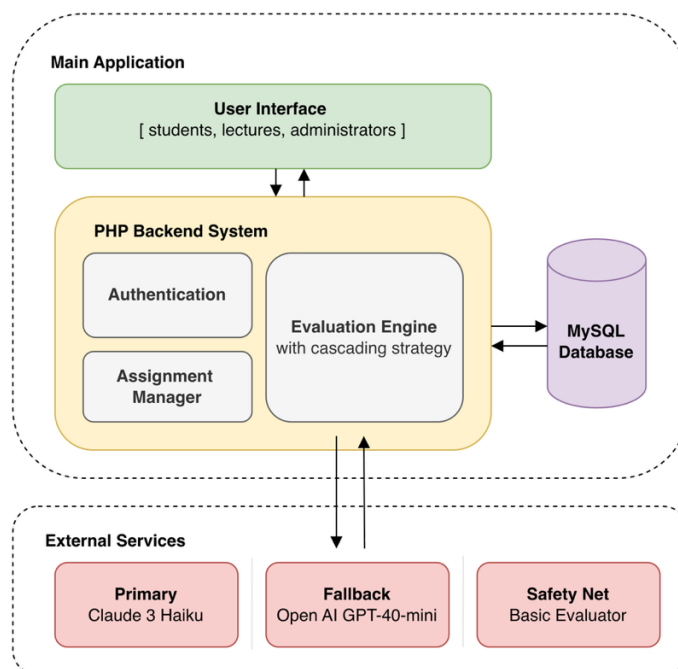 Main Application
User Interface
[ students, lectures, administrators ]
PHP Backend System
Authentication
Assignment
Manager
Evaluation Engine
with cascading strategy
MySQL
Database
External Services
Primary
Claude 3 Haiku
Fallback
Open AI GPT-40-mini
Safety Net
Basic Evaluator